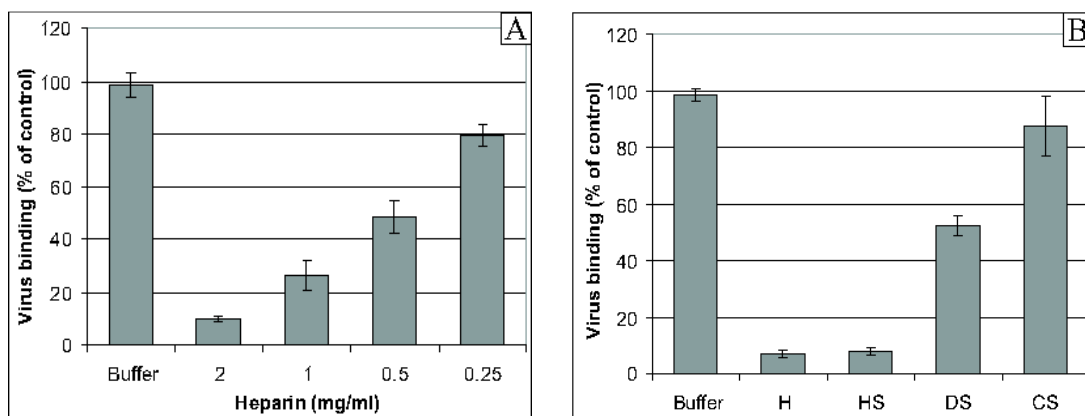 A
Virus binding (% of control)
120
100
80
60
40
20
0
Buffer 2 1 0.5 0.25
Heparin (mg/ml)
B
Virus binding (% of control)
120
100
80
60
40
20
0
Buffer H HS DS CS